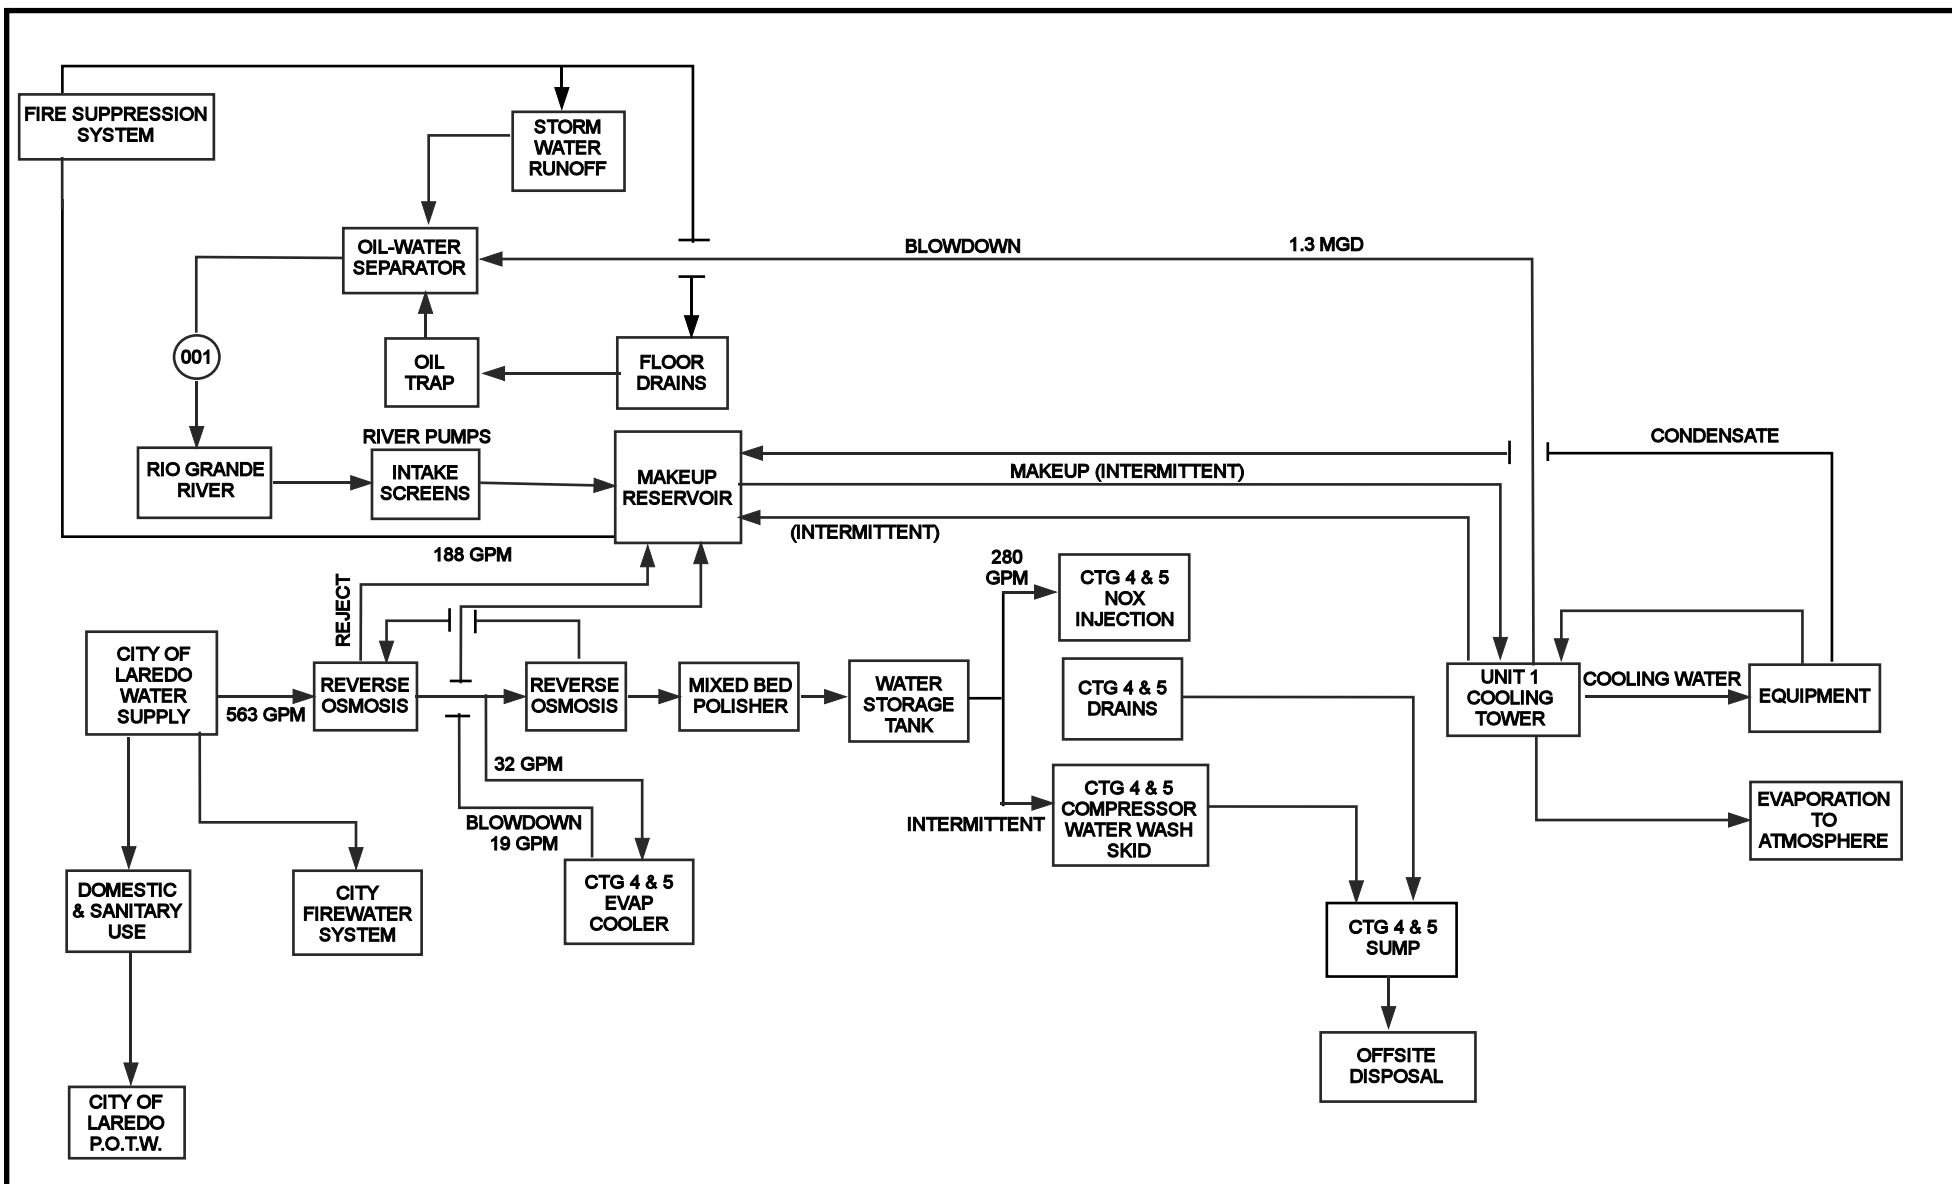 FIRE SUPPRESSION
SYSTEM
STORM
WATER
RUNOFF
OIL-WATER
SEPARATOR
BLOWDOWN
1.3 MGD
001
OIL
TRAP
FLOOR
DRAINS
RIO GRANDE
RIVER
RIVER PUMPS
INTAKE
SCREENS
MAKEUP
RESERVOIR
CONDENSATE
MAKEUP (INTERMITTENT)
(INTERMITTENT)
188 GPM
REJECT
280
GPM
CTG 4 & 5
NOX
INJECTION
CITY OF
LAREDO
WATER
SUPPLY
563 GPM
REVERSE
OSMOSIS
REVERSE
OSMOSIS
MIXED BED
POLISHER
WATER
STORAGE
TANK
CTG 4 & 5
DRAINS
UNIT 1
COOLING
TOWER
COOLING WATER
EQUIPMENT
32 GPM
BLOWDOWN
19 GPM
INTERMITTENT
CTG 4 & 5
COMPRESSOR
WATER WASH
SKID
EVAPORATION
TO
ATMOSPHERE
DOMESTIC
& SANITARY
USE
CITY
FIREWATER
SYSTEM
CTG 4 & 5
EVAP
COOLER
CTG 4 & 5
SUMP
OFFSITE
DISPOSAL
CITY OF
LAREDO
P.O.T.W.